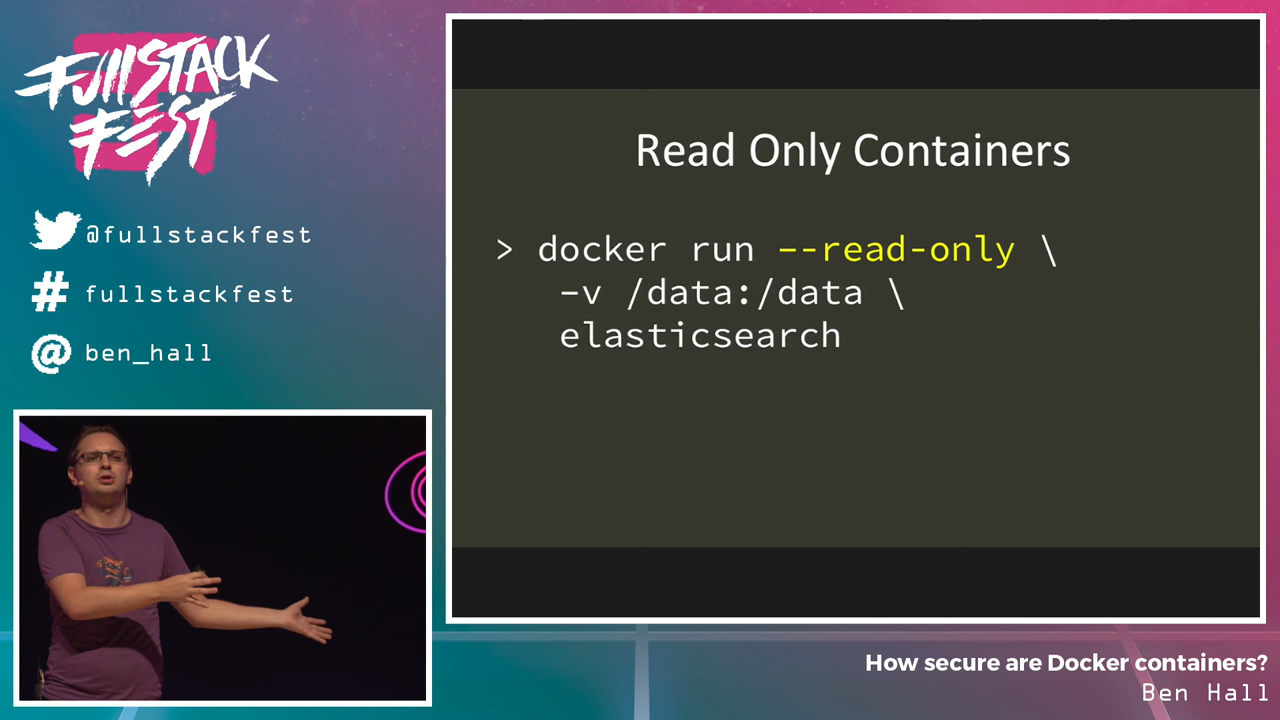 FullSTACK
FEST
@fullstackfest
# fullstackfest
@ ben_hall
Read Only Containers
> docker run --read-only \
-v /data:/data \
elasticsearch
How secure are Docker containers?
Ben Hall